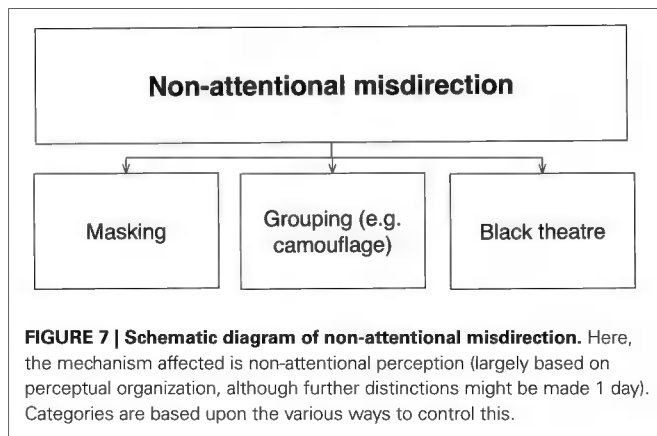 Non-attentional misdirection
Masking
Grouping (e.g.
camouflage)
Black theatre
FIGURE 7 | Schematic diagram of non-attentional misdirection. Here,
the mechanism affected is non-attentional perception (largely based on
perceptual organization, although further distinctions might be made 1 day).
Categories are based upon the various ways to control this.